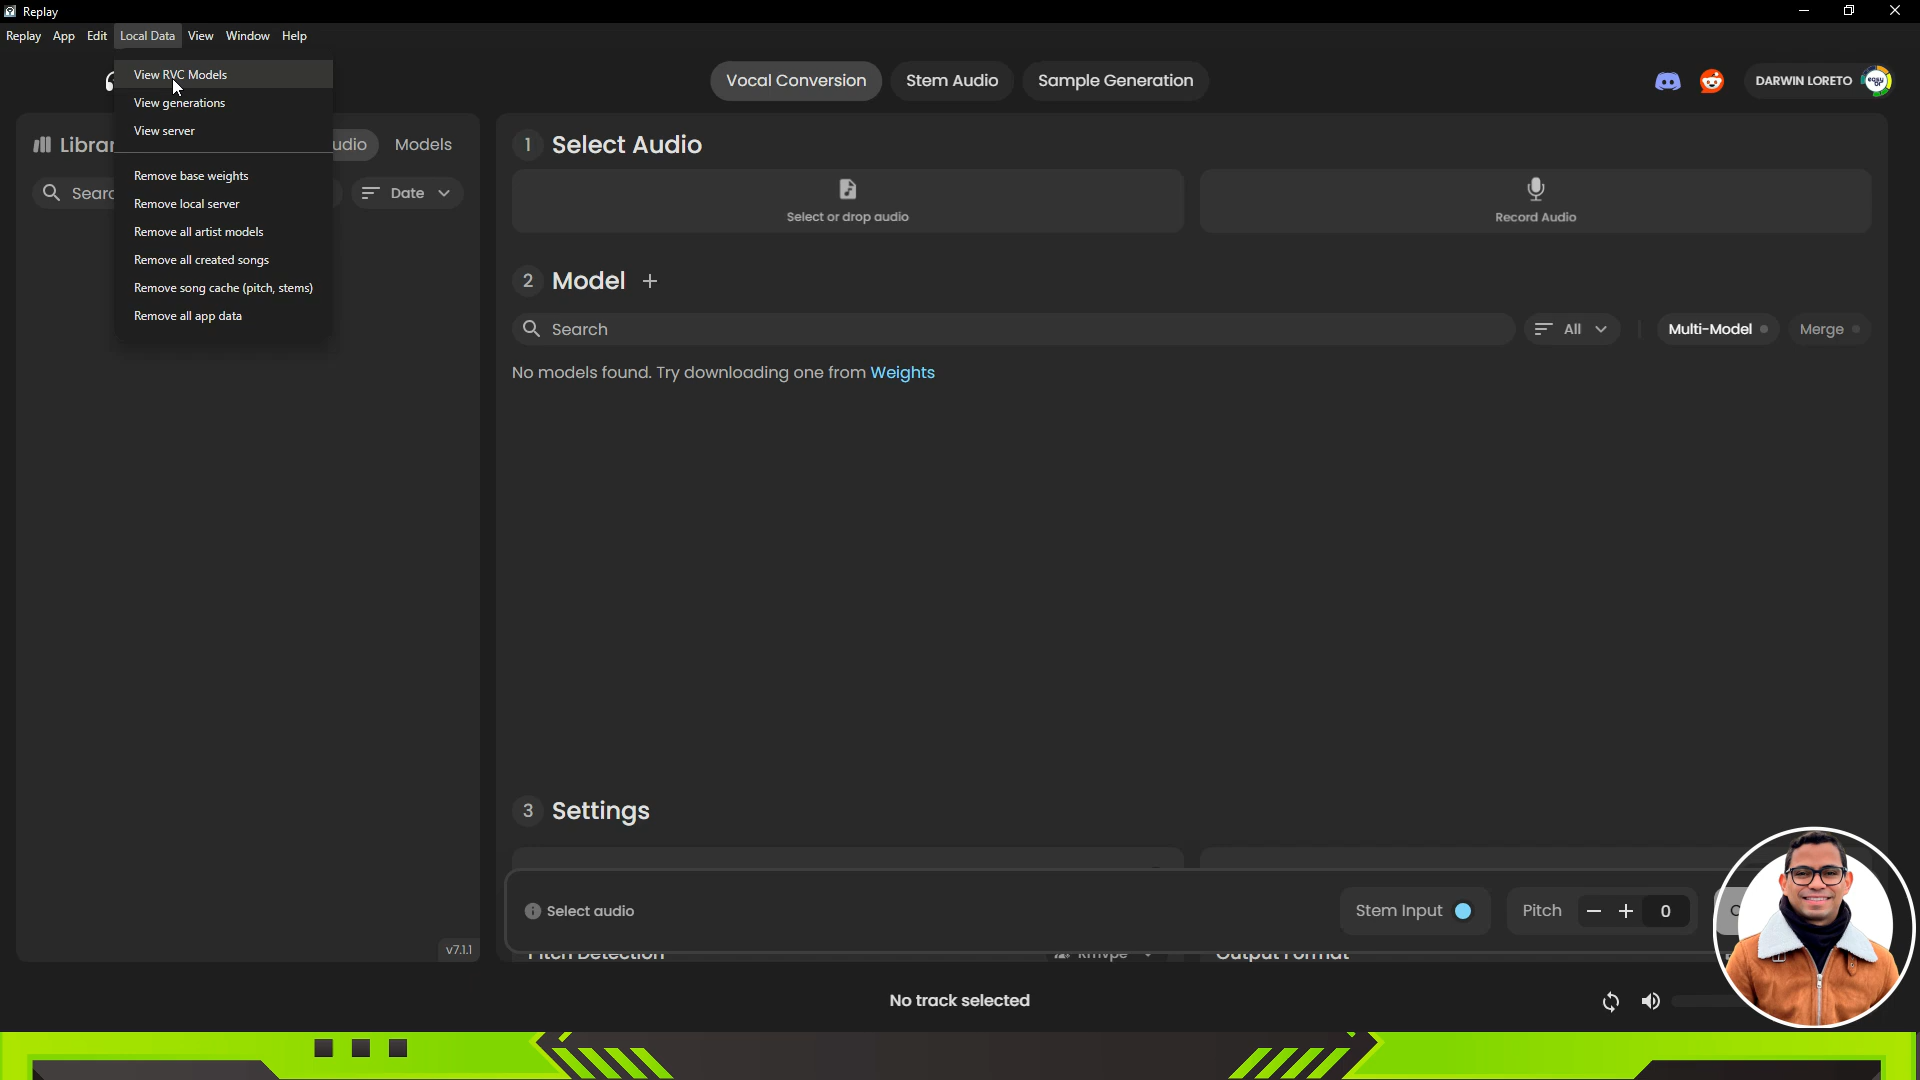 Replay
Replay App Edit Local Data View Window Help
View RVC Models
View generations
View server
Remove base weights
Remove local server
Remove all artist models
Remove all created songs
Remove song cache (pitch, stems)
Remove all app data
Vocal Conversion
Stem Audio
Sample Generation
DARWIN LORETO
Models
Date
v7.1.1
1 Select Audio
Select or drop audio
Record Audio
2 Model +
Search
All
Multi-Model
Merge
No models found. Try downloading one from Weights
3 Settings
Select audio
Stem Input
Pitch
0
Pitch Detection
Output Format
No track selected